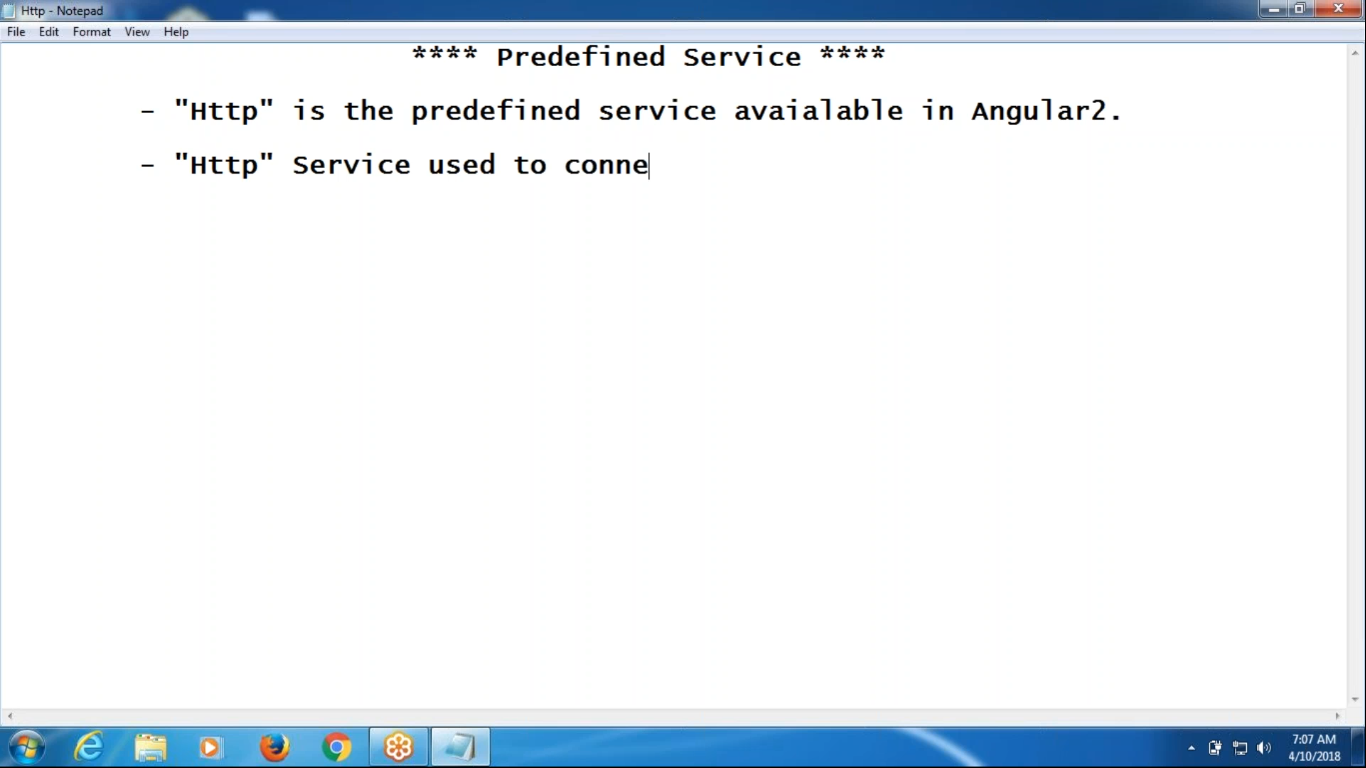 Http - Notepad
File Edit Format View Help
**** Predefined Service ****
- "Http" is the predefined service avaialable in Angular2.
- "Http" Service used to conne
7:07 AM
4/10/2018